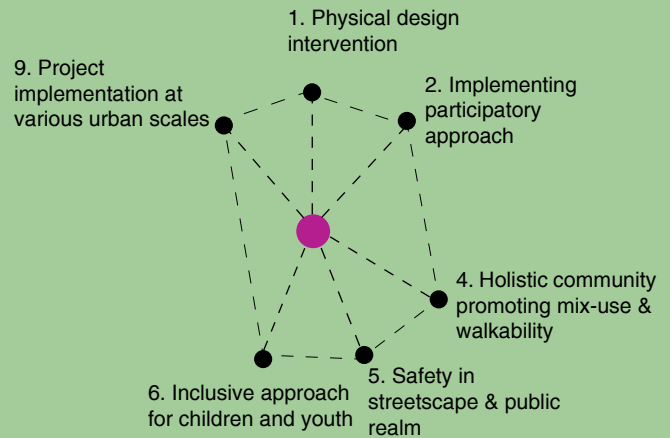 1. Physical design
intervention
2. Implementing
participatory
approach
4. Holistic community
promoting mix-use &
walkability
5. Safety in
streetscape & public
realm
6. Inclusive approach
for children and youth
9. Project
implementation at
various urban scales